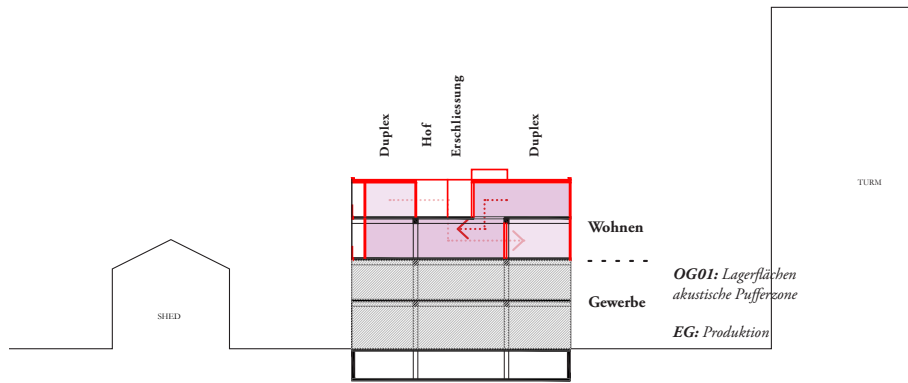 Duplex
Hof
Erschliessung
Duplex
TURM
Wohnen
OG01: Lagerflächen
akustische Pufferzone
Gewerbe
SHED
EG: Produktion